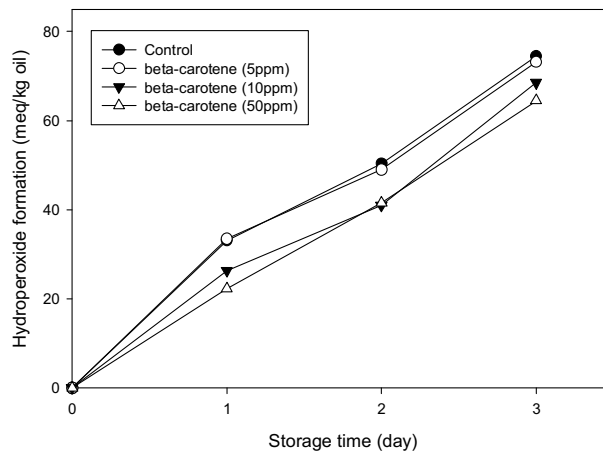 80
60
40
20
0
Hydroperoxide formation (meq/kg oil)
Control
beta-carotene (5ppm)
beta-carotene (10ppm)
beta-carotene (50ppm)
0 1 2 3
Storage time (day)